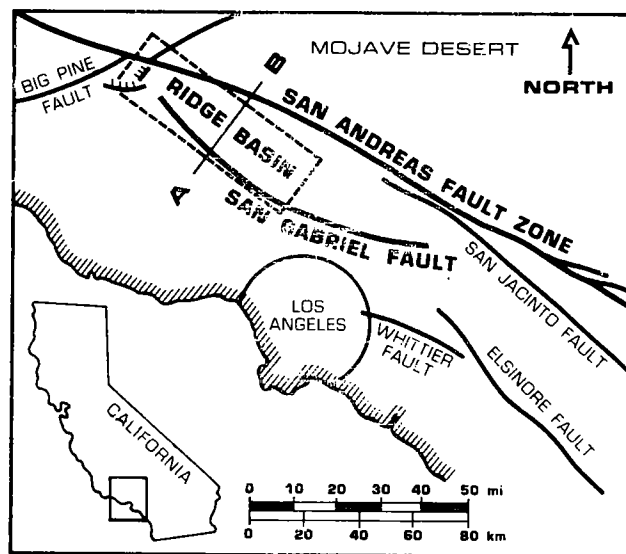 MOJAVE DESERT
NORTH
BIG PINE
FAULT
RIDGE BASIN
B
A
SAN ANDREAS FAULT ZONE
SAN GABRIEL FAULT
SAN JACINTO FAULT
LOS
ANGELES
WHITTIER
FAULT
ELSINORE FAULT
CALIFORNIA
0 10 20 30 40 50 mi
0 20 40 60 80 km